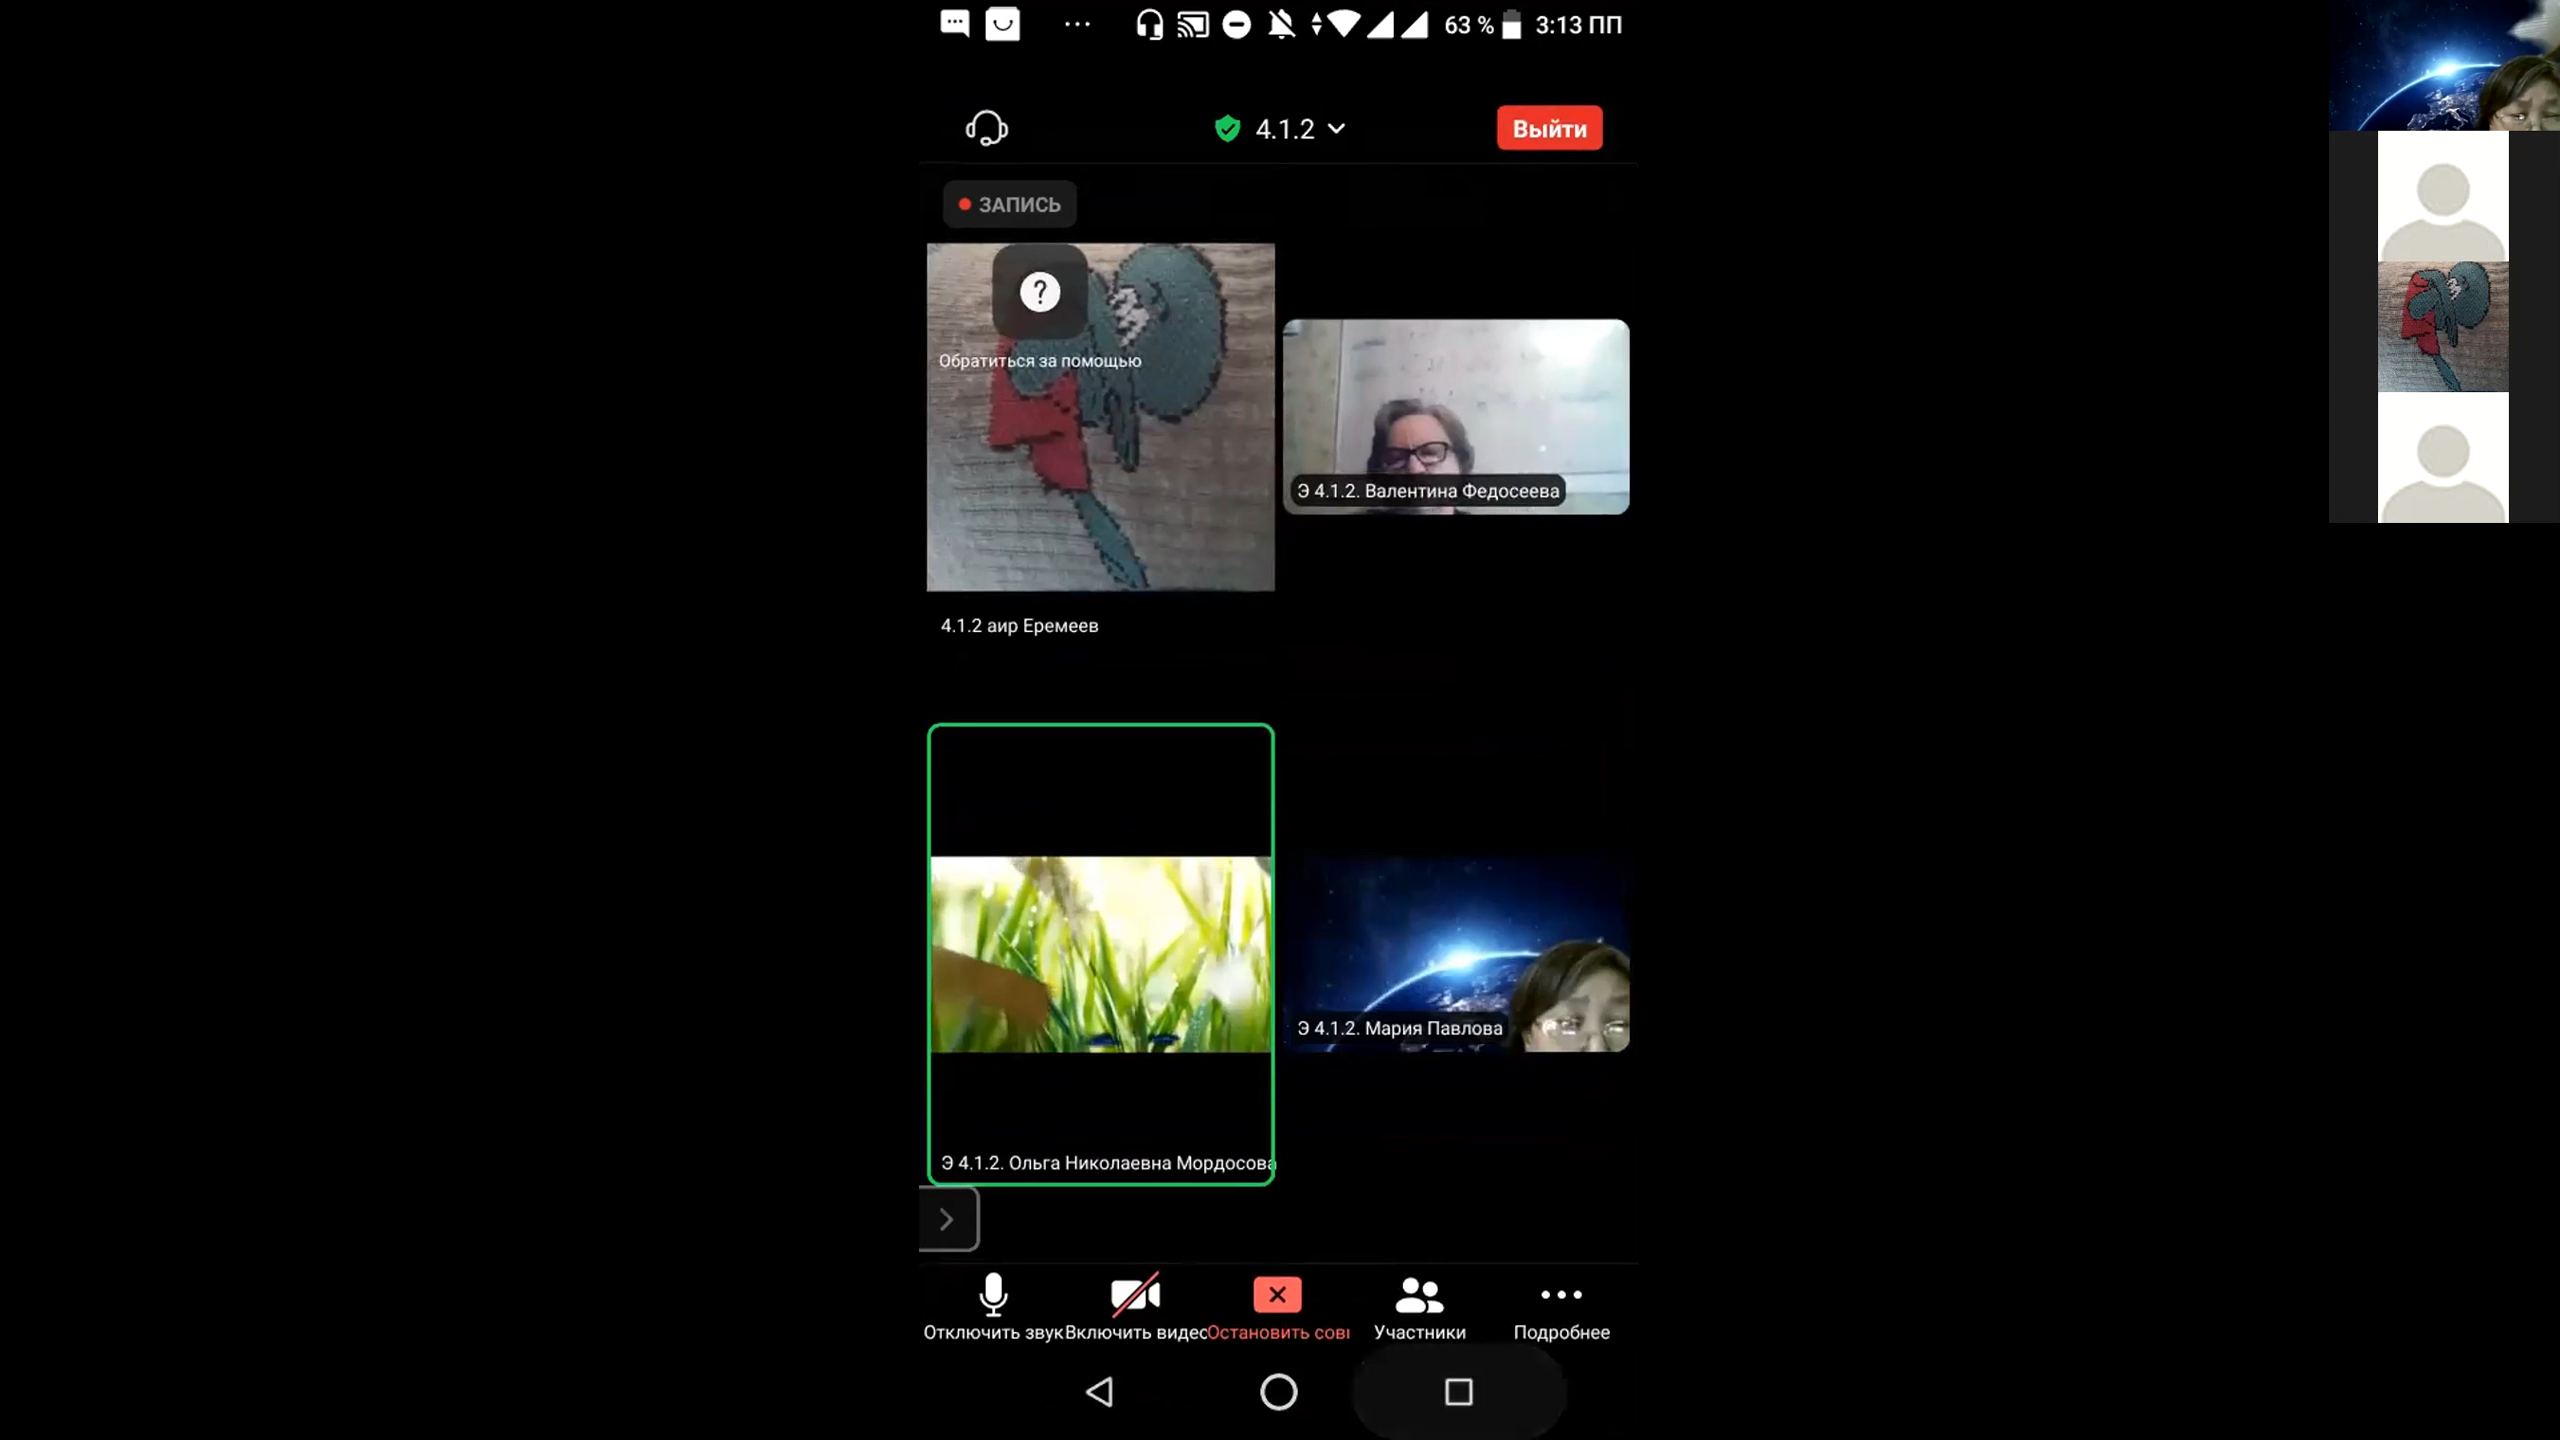 63 % 3:13 ПП
4.1.2
Выйти
ЗАПИСЬ
?
Обратиться за помощью
Э 4.1.2. Валентина Федосеева
4.1.2 аир Еремеев
Э 4.1.2. Мария Павлова
Э 4.1.2. Ольга Николаевна Мордосова
Отключить звук Включить видес Остановить сові Участники Подробнее